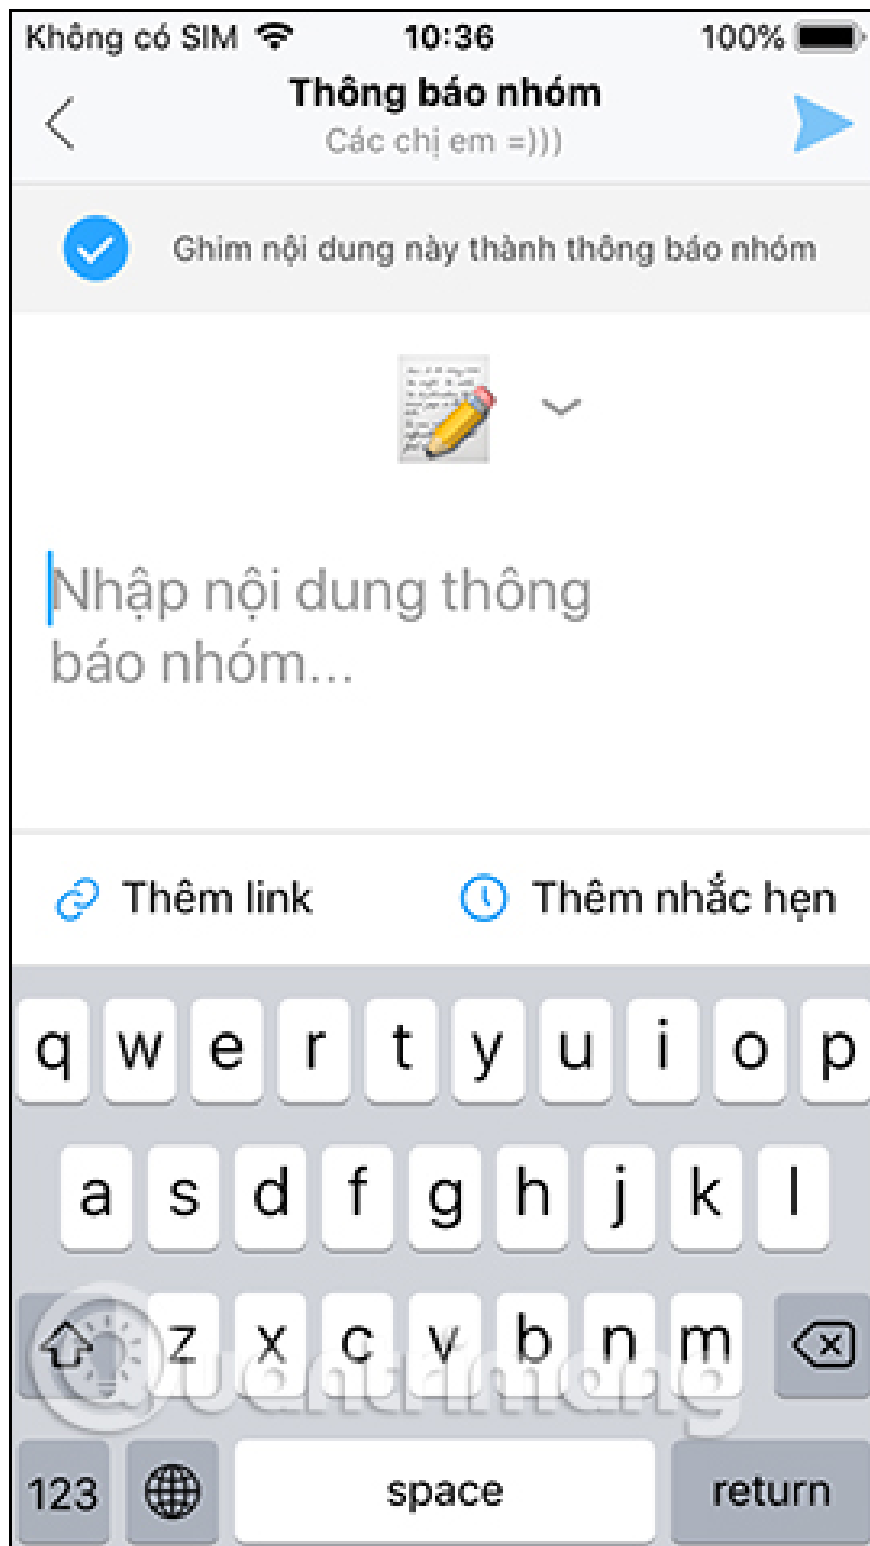 Không có SIM 10:36 100%
Thông báo nhóm
Các chị em =)))
Ghim nội dung này thành thông báo nhóm
Nhập nội dung thông
báo nhóm...
Thêm link Thêm nhắc hẹn
q w e r t y u i o p
a s d f g h j k l
z x c v b n m
Quantrimang
123 space return